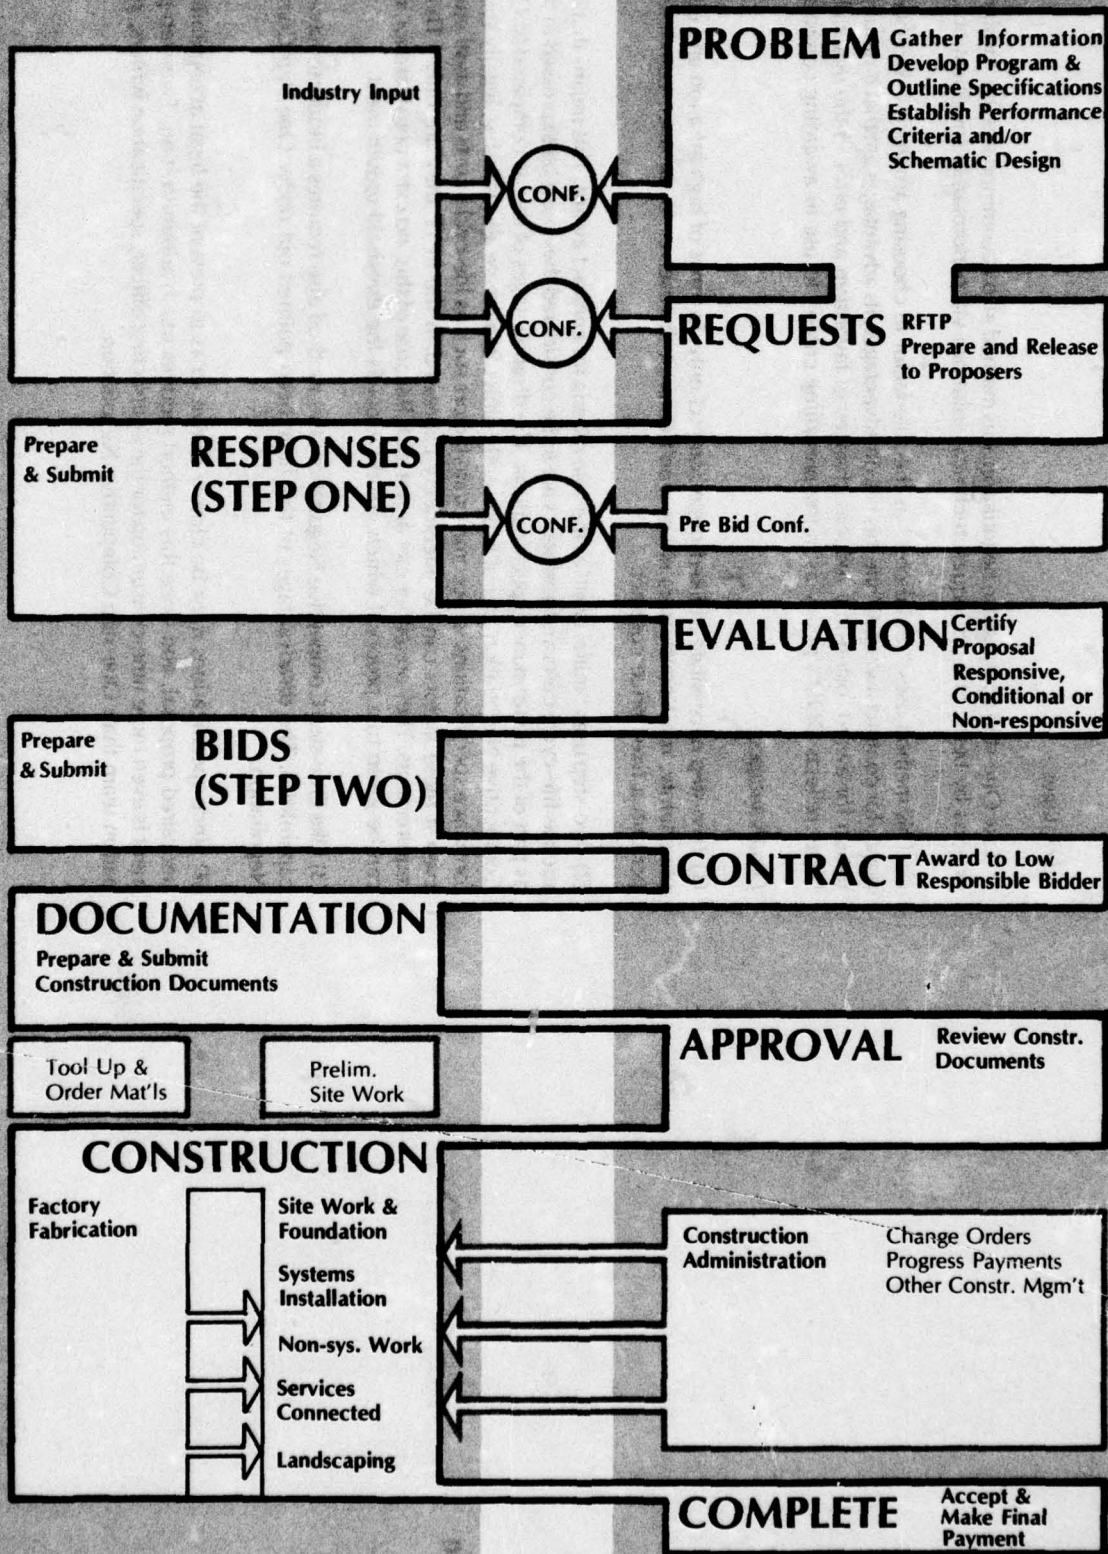 PROBLEM
Gather Information
Develop Program &
Outline Specifications
Establish Performance
Criteria and/or
Schematic Design
Industry Input
CONF.
CONF.
REQUESTS
RFTP
Prepare and Release
to Proposers
Prepare
& Submit
RESPONSES
(STEP ONE)
CONF.
Pre Bid Conf.
EVALUATION
Certify
Proposal
Responsive,
Conditional or
Non-responsive
Prepare
& Submit
BIDS
(STEP TWO)
CONTRACT
Award to Low
Responsible Bidder
DOCUMENTATION
Prepare & Submit
Construction Documents
APPROVAL
Review Constr.
Documents
Tool Up &
Order Mat'ls
Prelim.
Site Work
CONSTRUCTION
Factory
Fabrication
Site Work &
Foundation
Systems
Installation
Non-sys. Work
Services
Connected
Landscaping
Construction
Administration
Change Orders
Progress Payments
Other Constr. Mgm't
COMPLETE
Accept &
Make Final
Payment